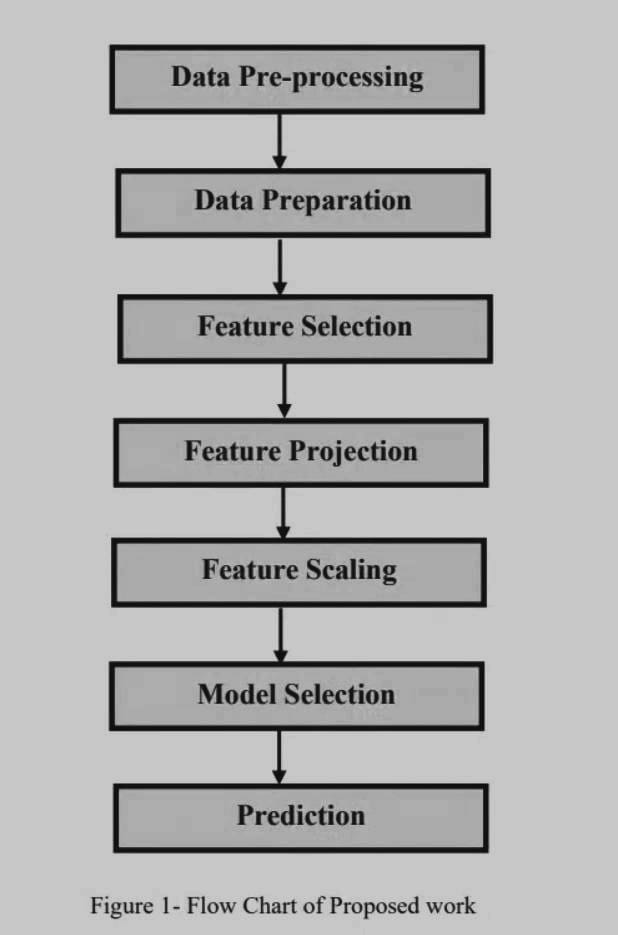 Data Pre-processing
Data Preparation
Feature Selection
Feature Projection
Feature Scaling
Model Selection
Prediction
Figure 1- Flow Chart of Proposed work